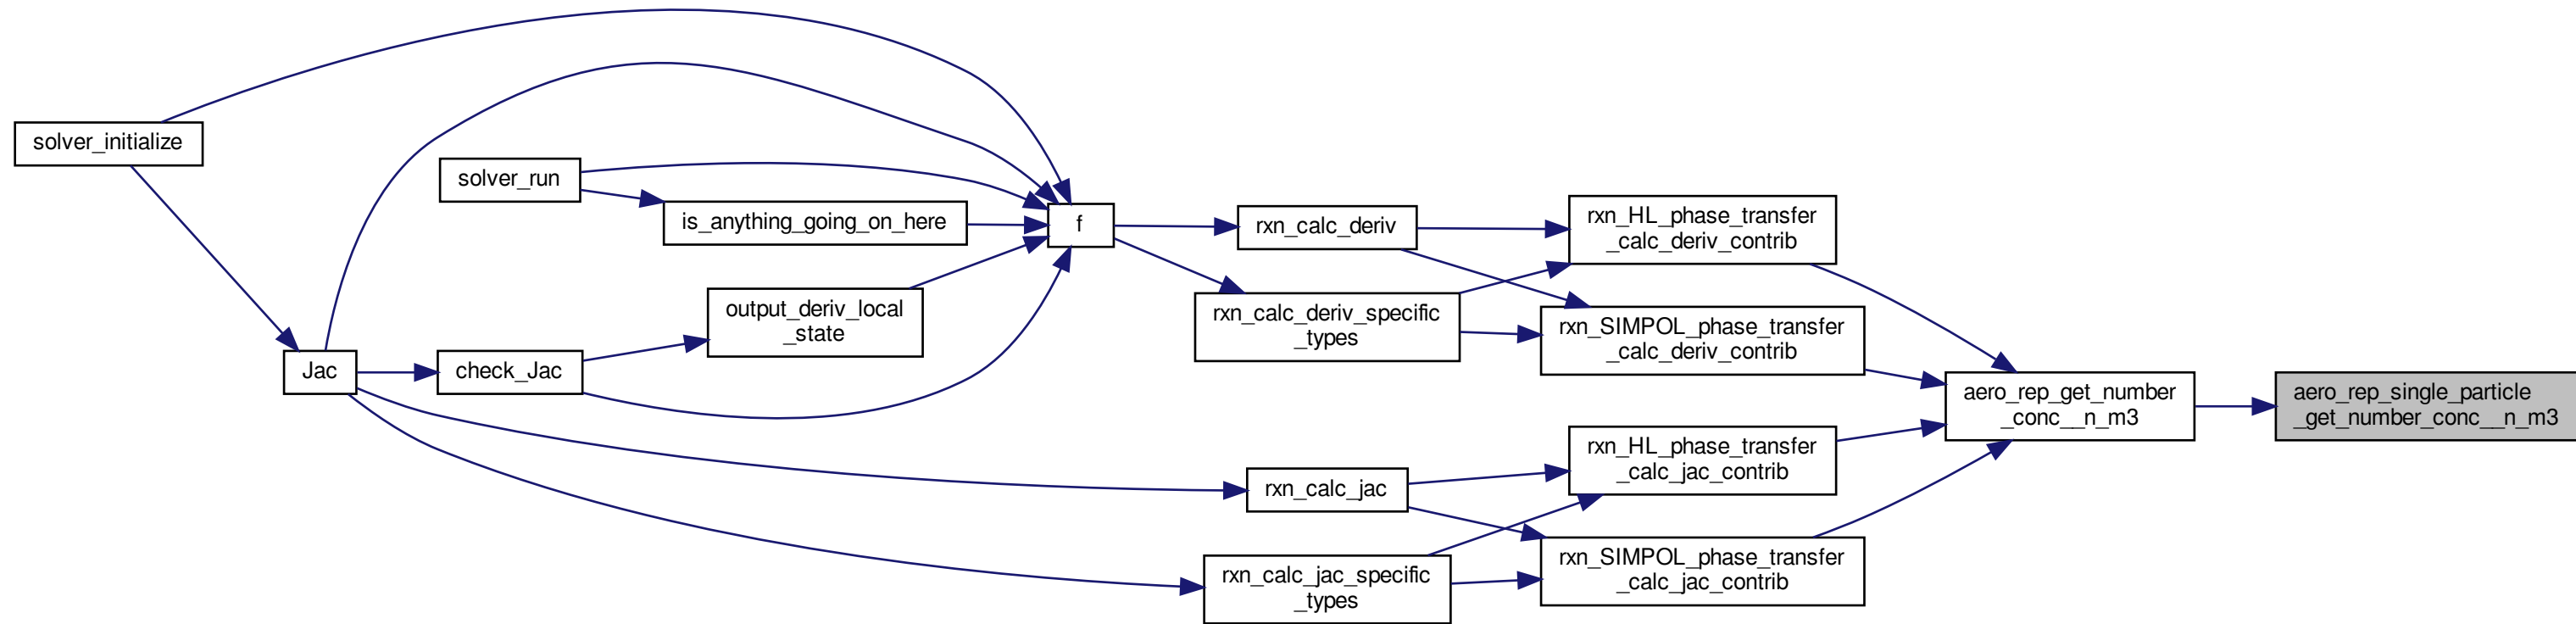 solver_initialize
solver_run
is_anything_going_on_here
f
rxn_calc_deriv
rxn_HL_phase_transfer
_calc_deriv_contrib
output_deriv_local
_state
rxn_calc_deriv_specific
_types
rxn_SIMPOL_phase_transfer
_calc_deriv_contrib
Jac
check_Jac
aero_rep_get_number
_conc__n_m3
aero_rep_single_particle
_get_number_conc__n_m3
rxn_HL_phase_transfer
_calc_jac_contrib
rxn_calc_jac
rxn_SIMPOL_phase_transfer
_calc_jac_contrib
rxn_calc_jac_specific
_types